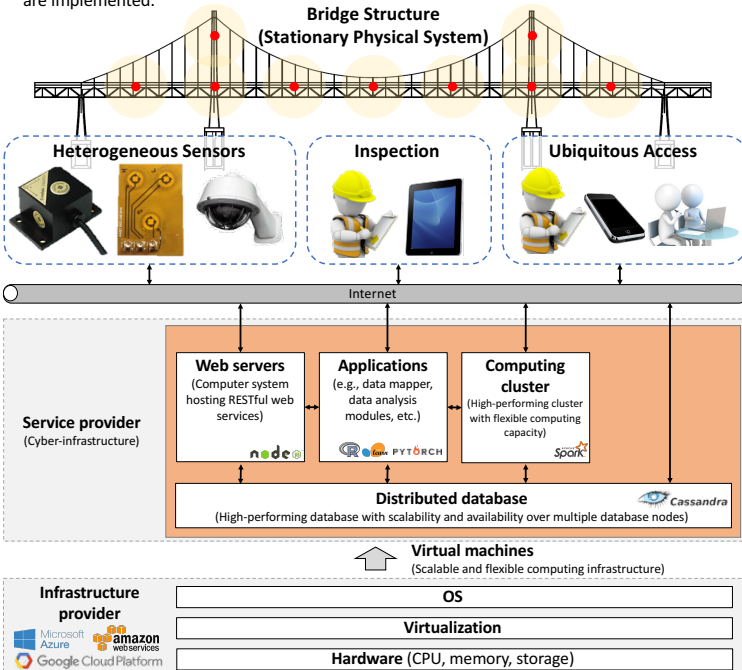 are implemented.
Bridge Structure
(Stationary Physical System)
Heterogeneous Sensors
Inspection
Ubiquitous Access
Internet
Web servers
(Computer system
hosting RESTful web
services)
node
Applications
(e.g., data mapper,
data analysis
modules, etc.)
R learn PYTORCH
Computing
cluster
(High-performing cluster
with flexible computing
capacity)
Spark
Service provider
(Cyber-infrastructure)
Distributed database
Cassandra
(High-performing database with scalability and availability over multiple database nodes)
Virtual machines
(Scalable and flexible computing infrastructure)
Infrastructure
provider
Microsoft
Azure
amazon
webservices
Google Cloud Platform
OS
Virtualization
Hardware (CPU, memory, storage)